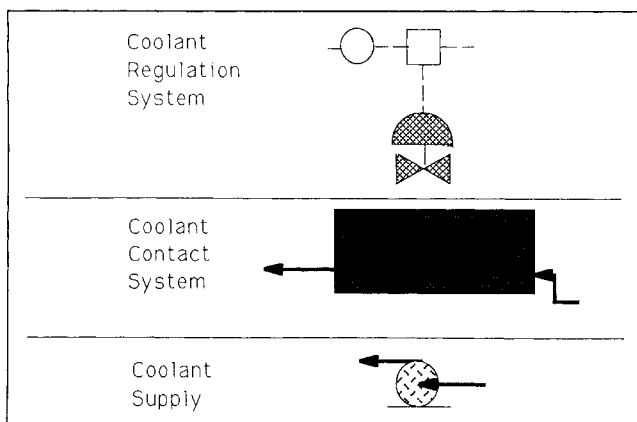 Coolant
Regulation
System
Coolant
Contact
System
Coolant
Supply